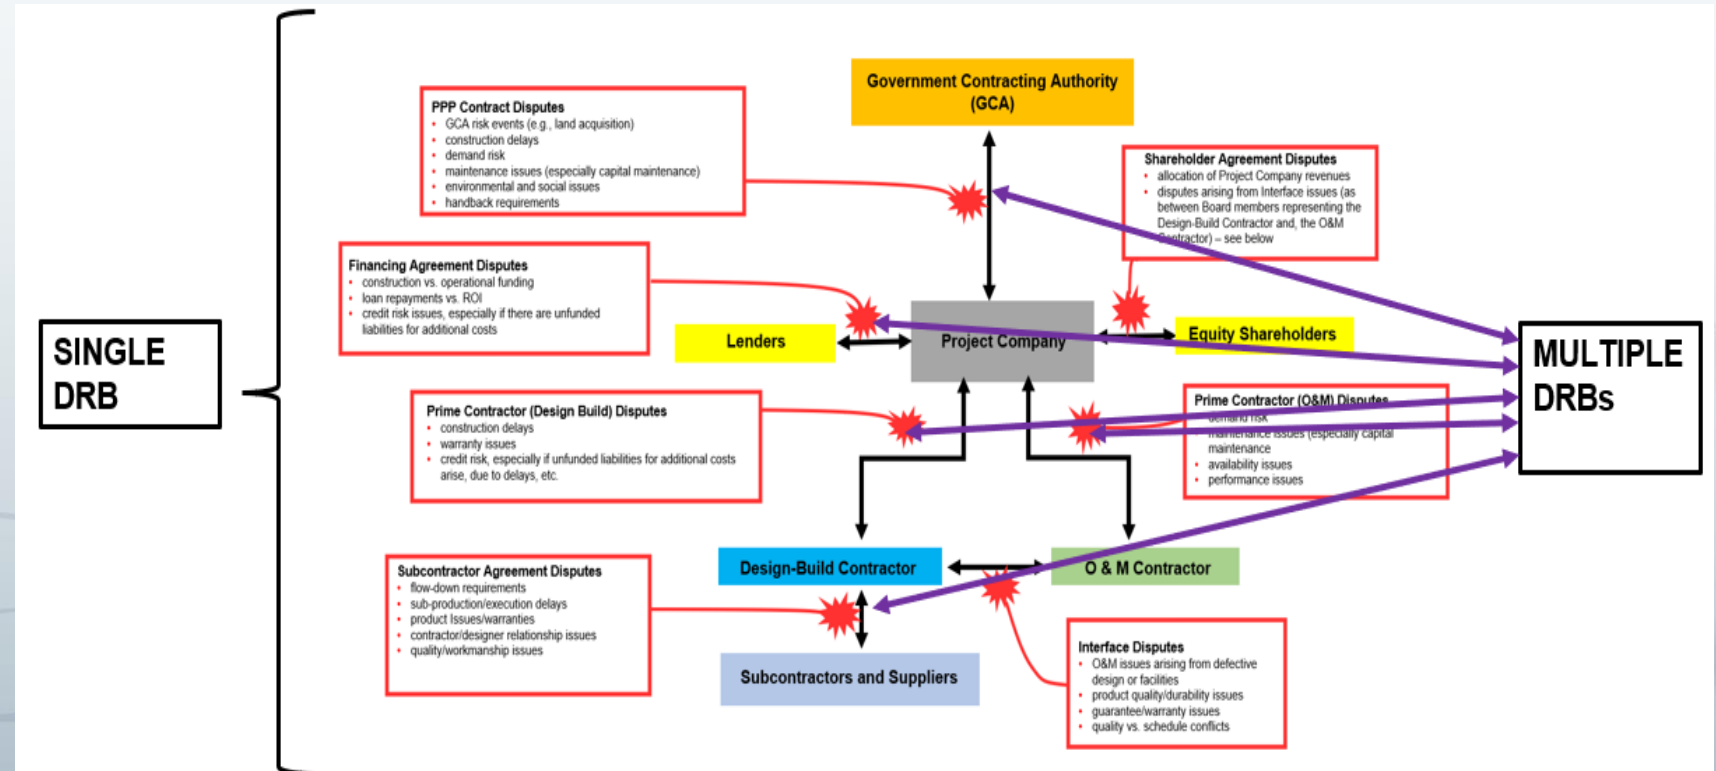 SINGLE
DRB
PPP Contract Disputes
• GCA risk events (e.g., land acquisition)
• construction delays
• demand risk
• maintenance issues (especially capital maintenance)
• environmental and social issues
• handback requirements
Government Contracting Authority
(GCA)
Shareholder Agreement Disputes
• allocation of Project Company revenues
• disputes arising from Interface issues (as
between Board members representing the
Design-Build Contractor and, the O&M
Contractor) – see below
Financing Agreement Disputes
• construction vs. operational funding
• loan repayments vs. ROI
• credit risk issues, especially if there are unfunded
liabilities for additional costs
Lenders
Project Company
Equity Shareholders
MULTIPLE
DRBs
Prime Contractor (Design Build) Disputes
• construction delays
• warranty issues
• credit risk, especially if unfunded liabilities for additional costs
arise, due to delays, etc.
Prime Contractor (O&M) Disputes
• demand risk
• maintenance issues (especially capital
maintenance
• availability issues
• performance issues
Design-Build Contractor
O & M Contractor
Subcontractor Agreement Disputes
• flow-down requirements
• sub-production/execution delays
• product Issues/warranties
• contractor/designer relationship issues
• quality/workmanship issues
Subcontractors and Suppliers
Interface Disputes
• O&M issues arising from defective
design or facilities
• product quality/durability issues
• guarantee/warranty issues
• quality vs. schedule conflicts